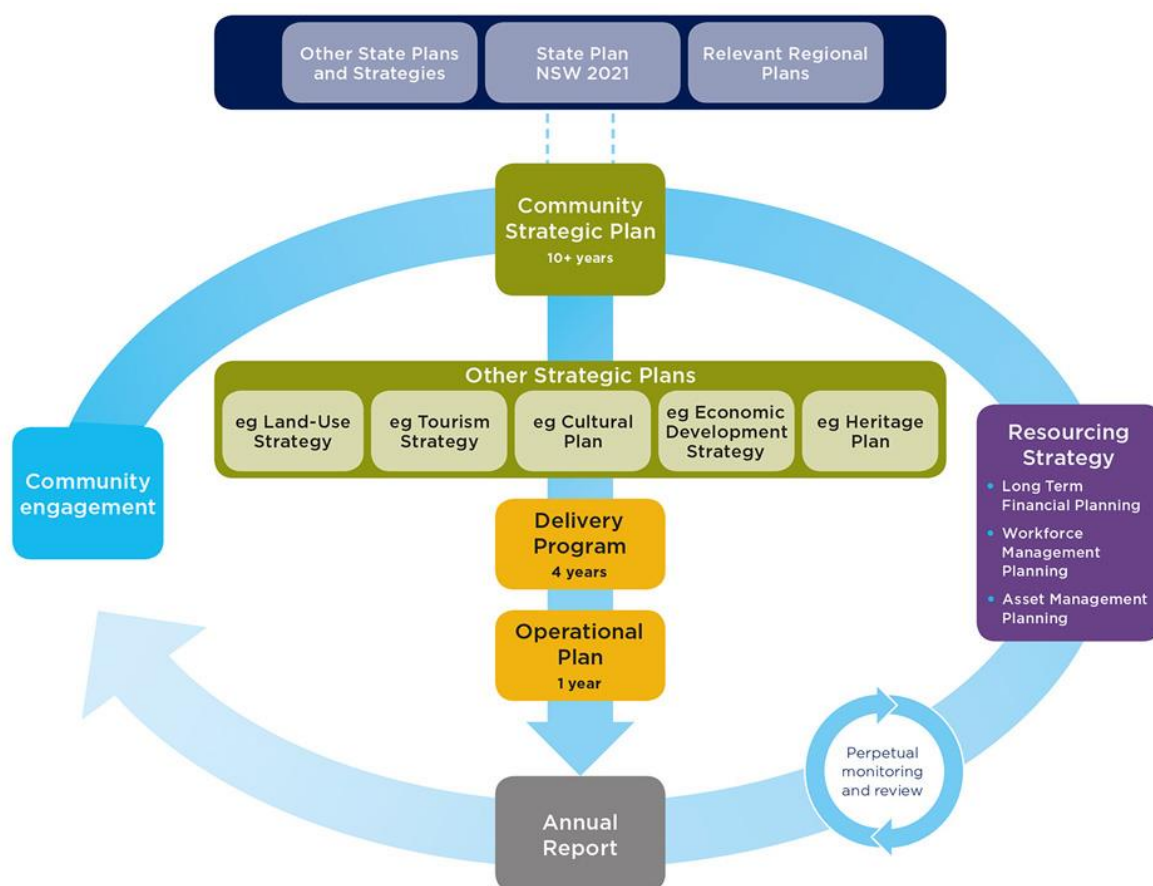 Other State Plans
and Strategies
State Plan
NSW 2021
Relevant Regional
Plans
Community
Strategic Plan
10+ years
Other Strategic Plans
eg Land-Use
Strategy
eg Tourism
Strategy
eg Cultural
Plan
eg Economic
Development
Strategy
eg Heritage
Plan
Community
engagement
Resourcing
Strategy
• Long Term
Financial Planning
• Workforce
Management
Planning
• Asset Management
Planning
Delivery
Program
4 years
Operational
Plan
1 year
Perpetual
monitoring
and review
Annual
Report